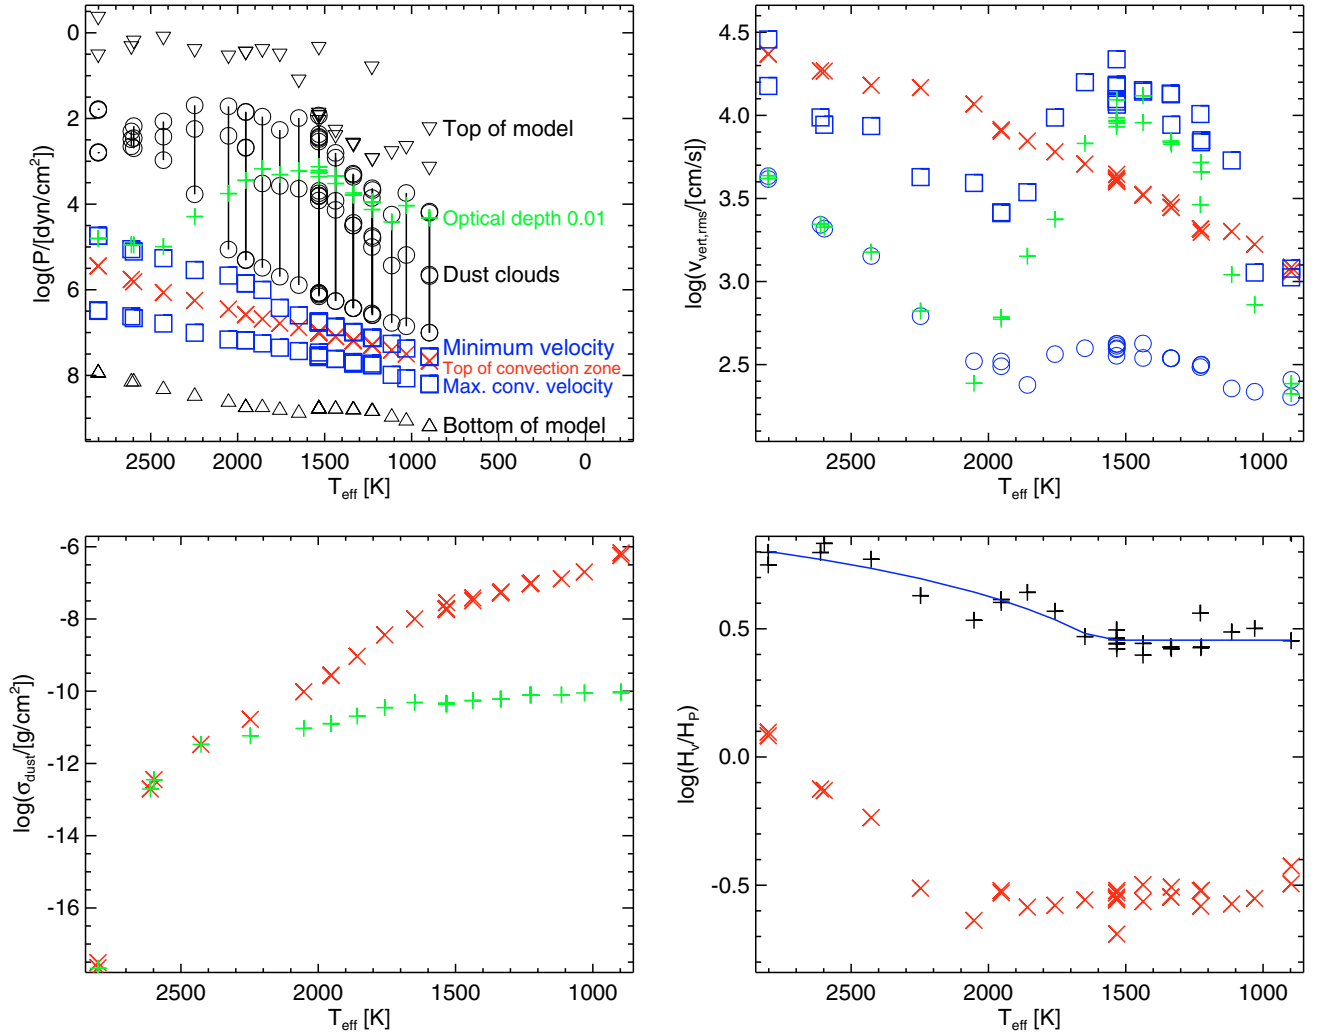 log(P/[dyn/cm²])
0
2
4
6
8
Top of model
Optical depth 0.01
Dust clouds
Minimum velocity
Top of convection zone
Max. conv. velocity
Bottom of model
2500 2000 1500 1000 500 0
T_eff [K]
log(v_vert,rms/[cm/s])
4.5
4.0
3.5
3.0
2.5
2500 2000 1500 1000
T_eff [K]
log(σ_dust/[g/cm²])
-6
-8
-10
-12
-14
-16
2500 2000 1500 1000
T_eff [K]
log(H_v/H_P)
0.5
0.0
-0.5
2500 2000 1500 1000
T_eff [K]